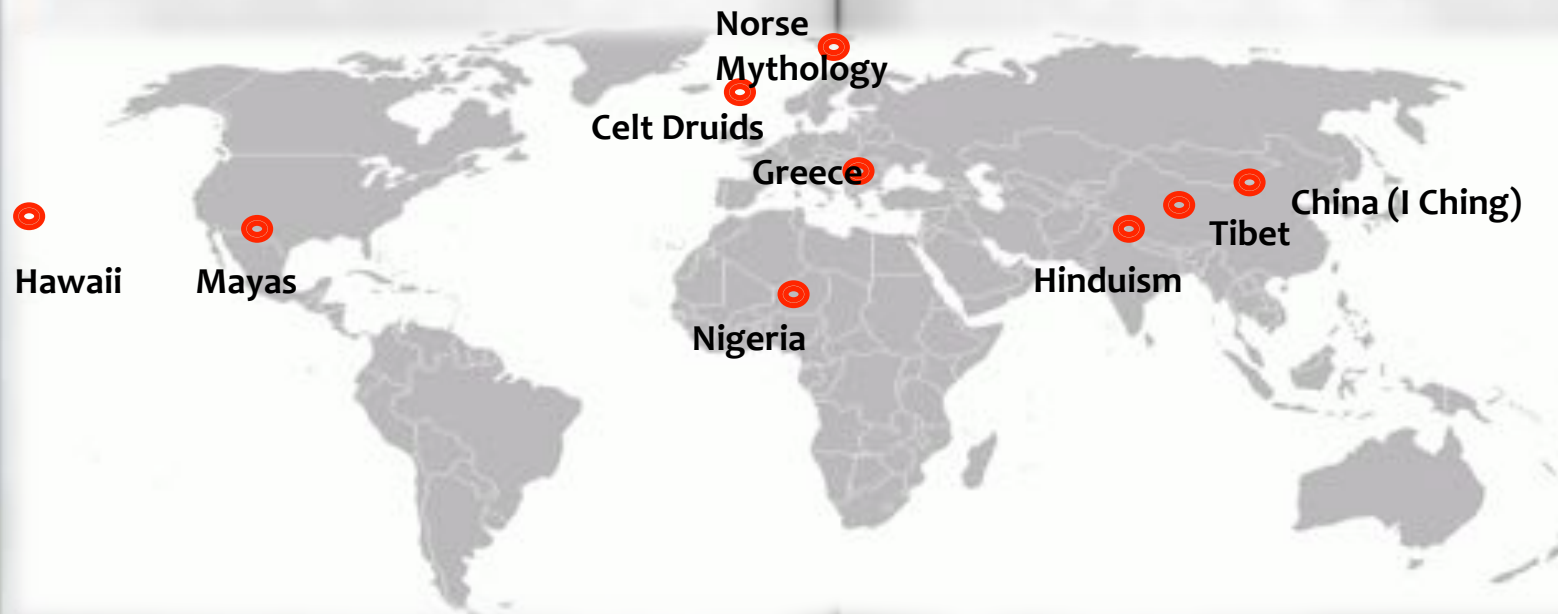 Norse
Mythology
Celt Druids
Greece
China (I Ching)
Tibet
Hawaii
Mayas
Hinduism
Nigeria